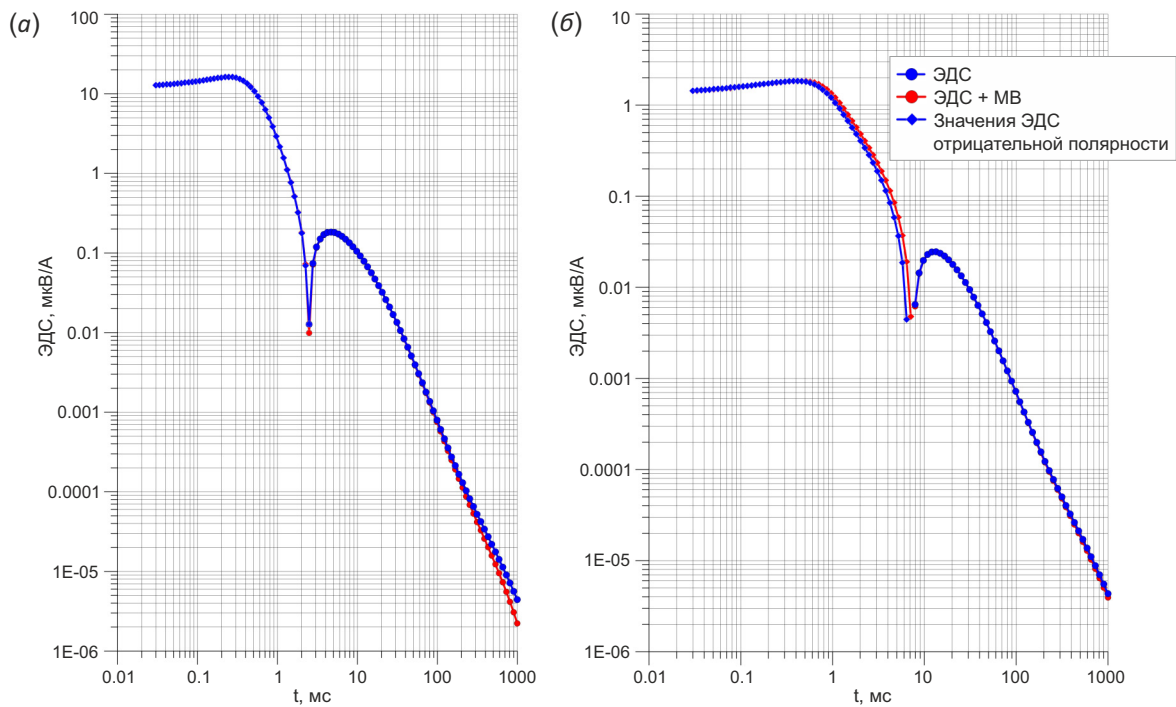 (а)
ЭДС, мкВ/А
100
10
1
0.1
0.01
0.001
0.0001
1E-05
1E-06
0.01
0.1
1
10
100
1000
t, мс
(б)
ЭДС, мкВ/А
10
1
0.1
0.01
0.001
0.0001
1E-05
1E-06
0.01
0.1
1
10
100
1000
t, мс
ЭДС
ЭДС + МВ
Значения ЭДС
отрицательной полярности